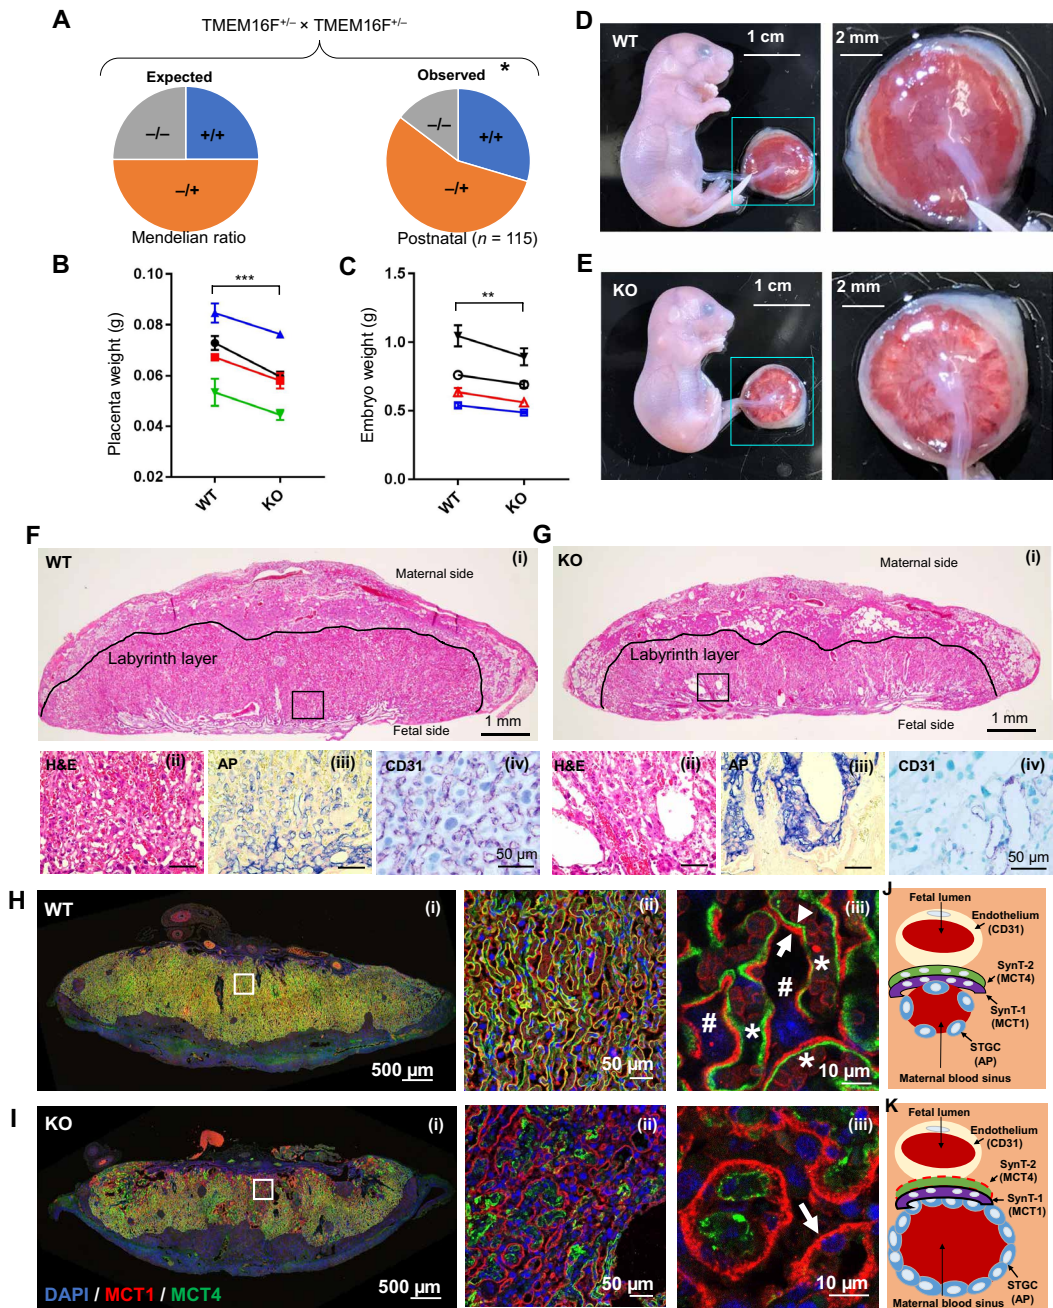 A
TMEM16F+/– × TMEM16F+/–
Expected
Observed *
–/–
+/+
–/+
–/–
+/+
–/+
Mendelian ratio
Postnatal (n = 115)
B
Placenta weight (g)
0.10
0.08
0.06
0.04
0.02
***
WT
KO
C
Embryo weight (g)
1.5
1.0
0.5
0.0
**
WT
KO
D
WT
1 cm
2 mm
E
KO
1 cm
2 mm
F
WT
(i)
Maternal side
Labyrinth layer
Fetal side
1 mm
H&E
(ii)
AP
(iii)
CD31
(iv)
50 µm
G
KO
(i)
Maternal side
Labyrinth layer
Fetal side
1 mm
H&E
(ii)
AP
(iii)
CD31
(iv)
50 µm
H
WT
(i)
500 µm
(ii)
50 µm
(iii)
#
#
*
*
*
10 µm
I
KO
(i)
500 µm
DAPI / MCT1 / MCT4
(ii)
50 µm
(iii)
10 µm
J
Fetal lumen
Endothelium
(CD31)
SynT-2
(MCT4)
SynT-1
(MCT1)
STGC
(AP)
Maternal blood sinus
K
Fetal lumen
Endothelium
(CD31)
SynT-2
(MCT4)
SynT-1
(MCT1)
STGC
(AP)
Maternal blood sinus